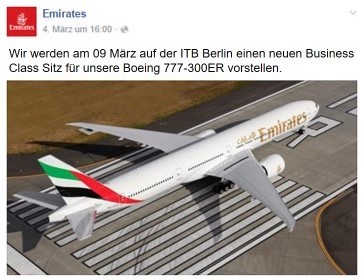 Emirates
4. März um 16:00 ·
Wir werden am 09 März auf der ITB Berlin einen neuen Business
Class Sitz für unsere Boeing 777-300ER vorstellen.
Emirates